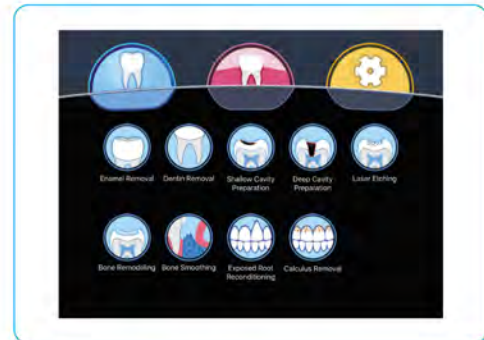 Enamel Removal
Dentin Removal
Shallow Cavity
Preparation
Deep Cavity
Preparation
Laser Etching
Bone Remodeling
Bone Smoothing
Exposed Root
Reconditioning
Calculus Removal